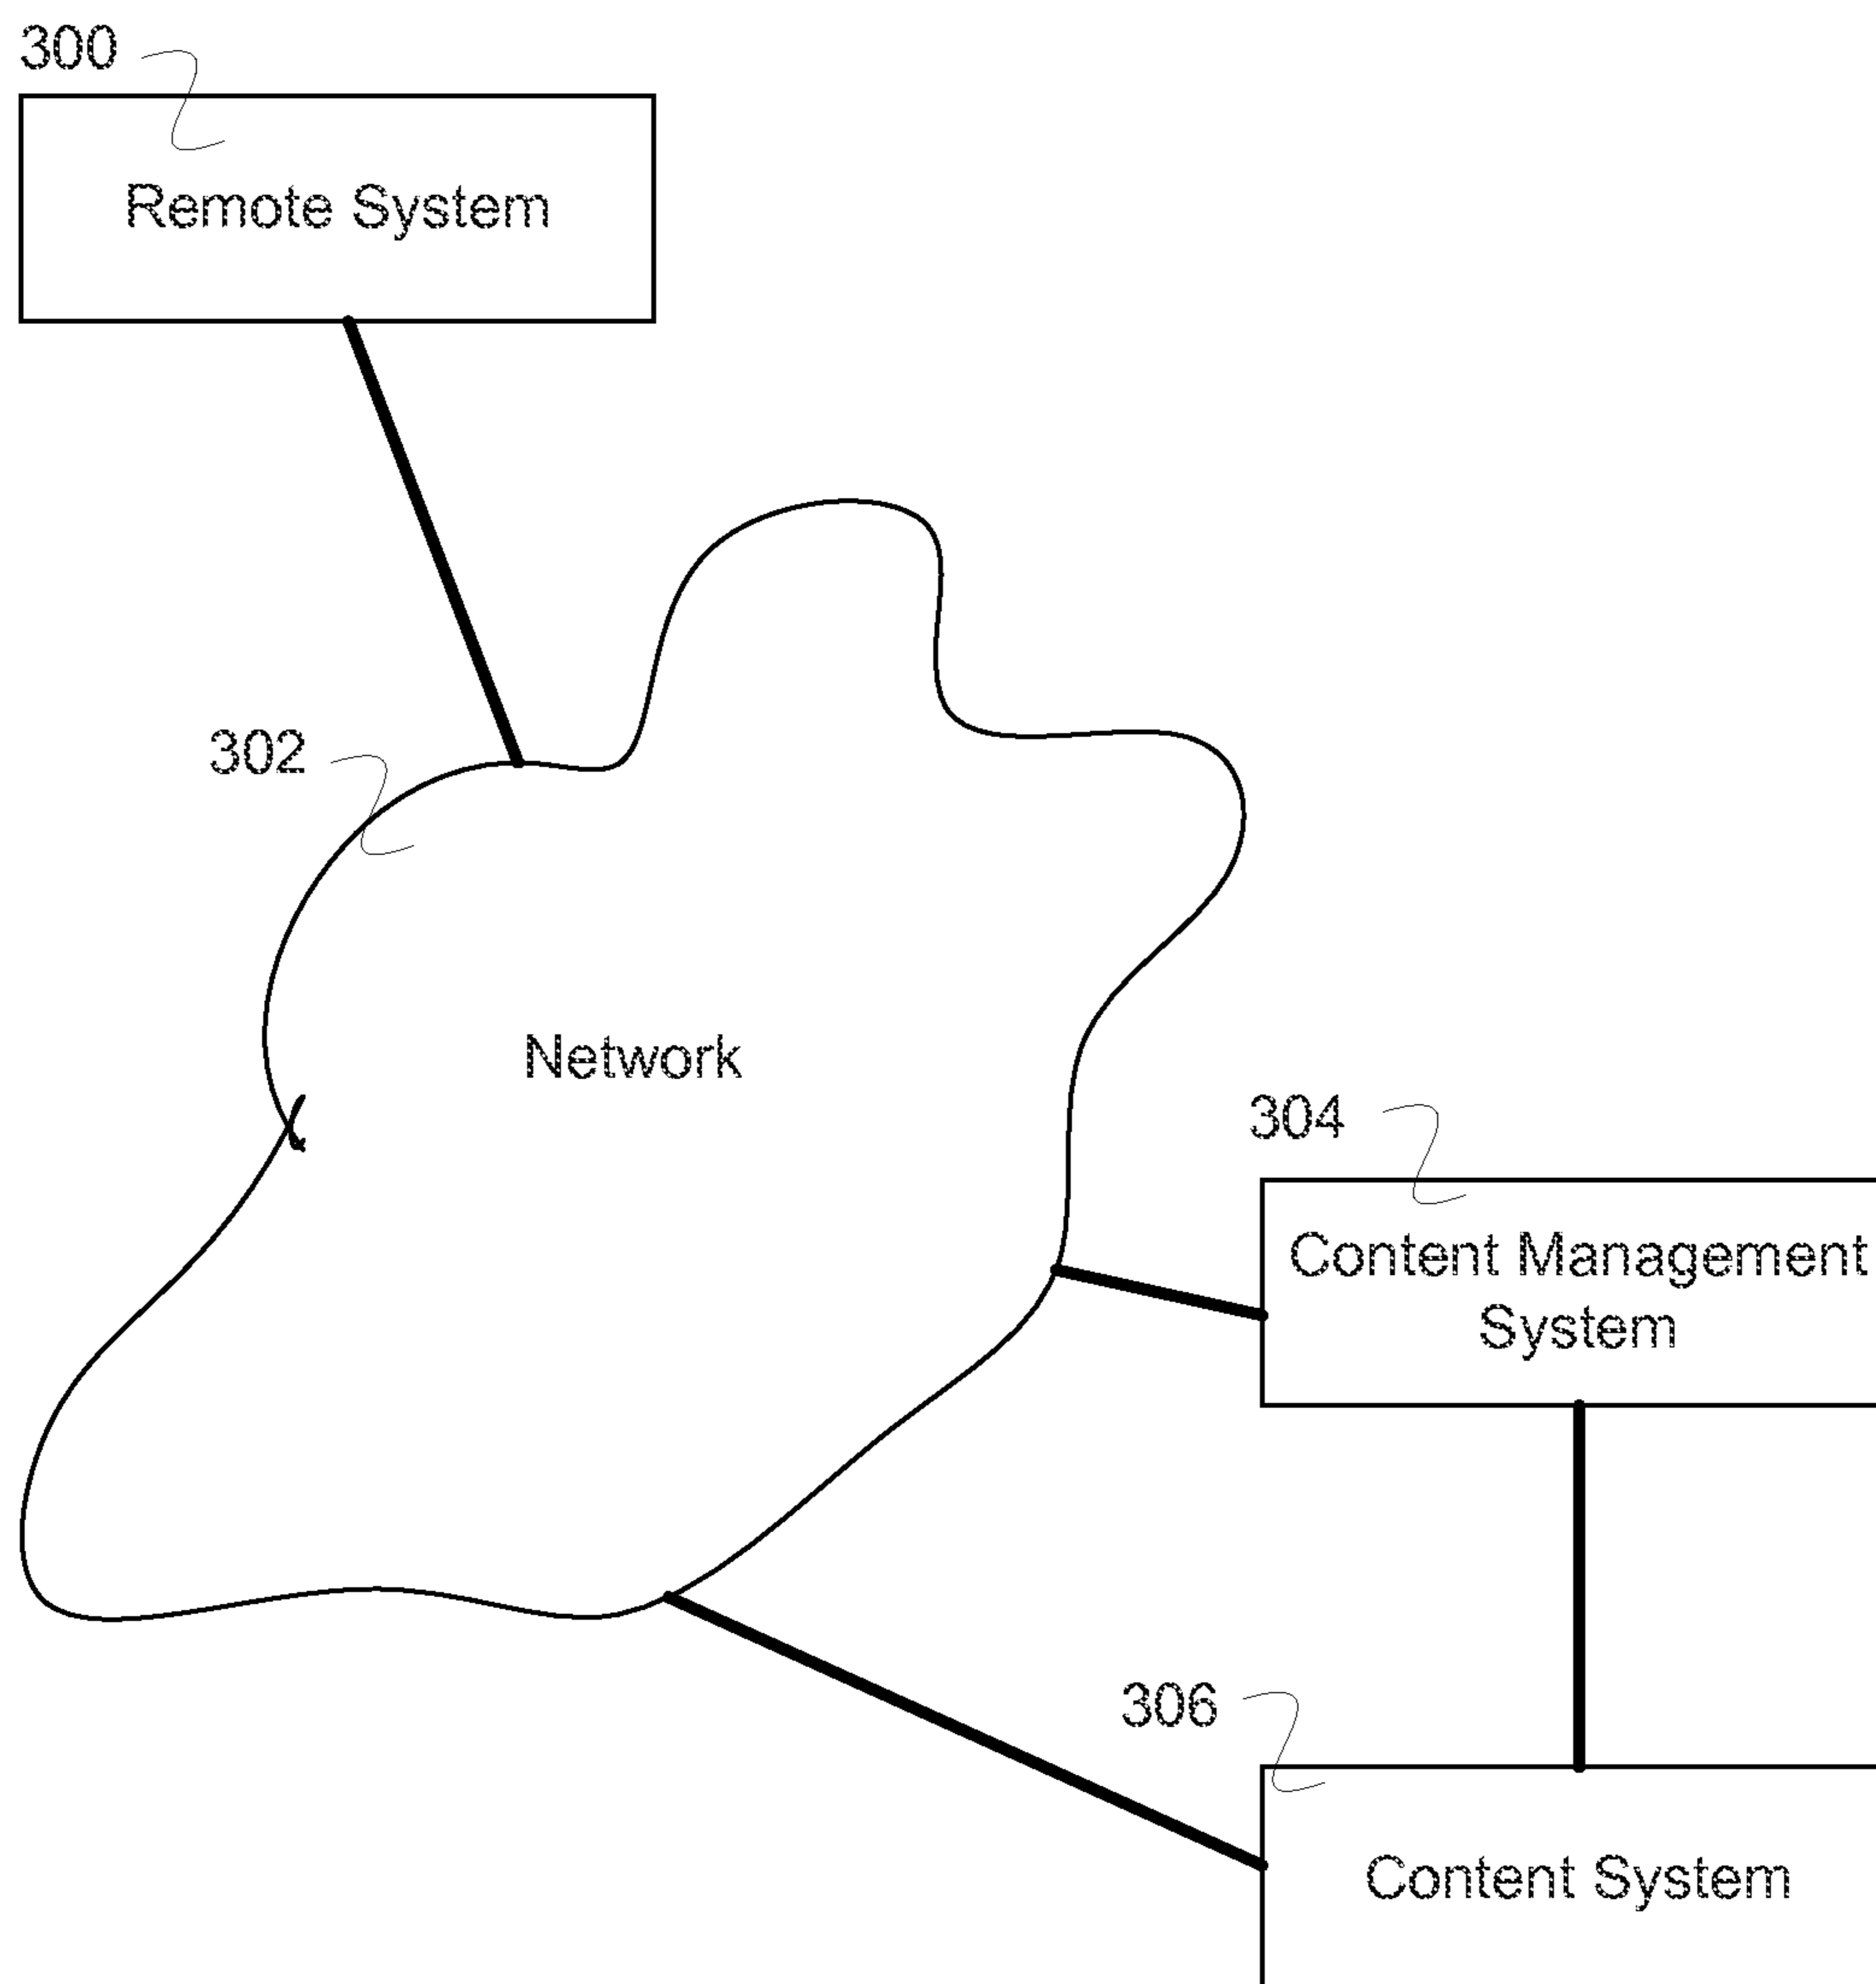 300
Remote System
302
Network
304
Content Management
System
306
Content System